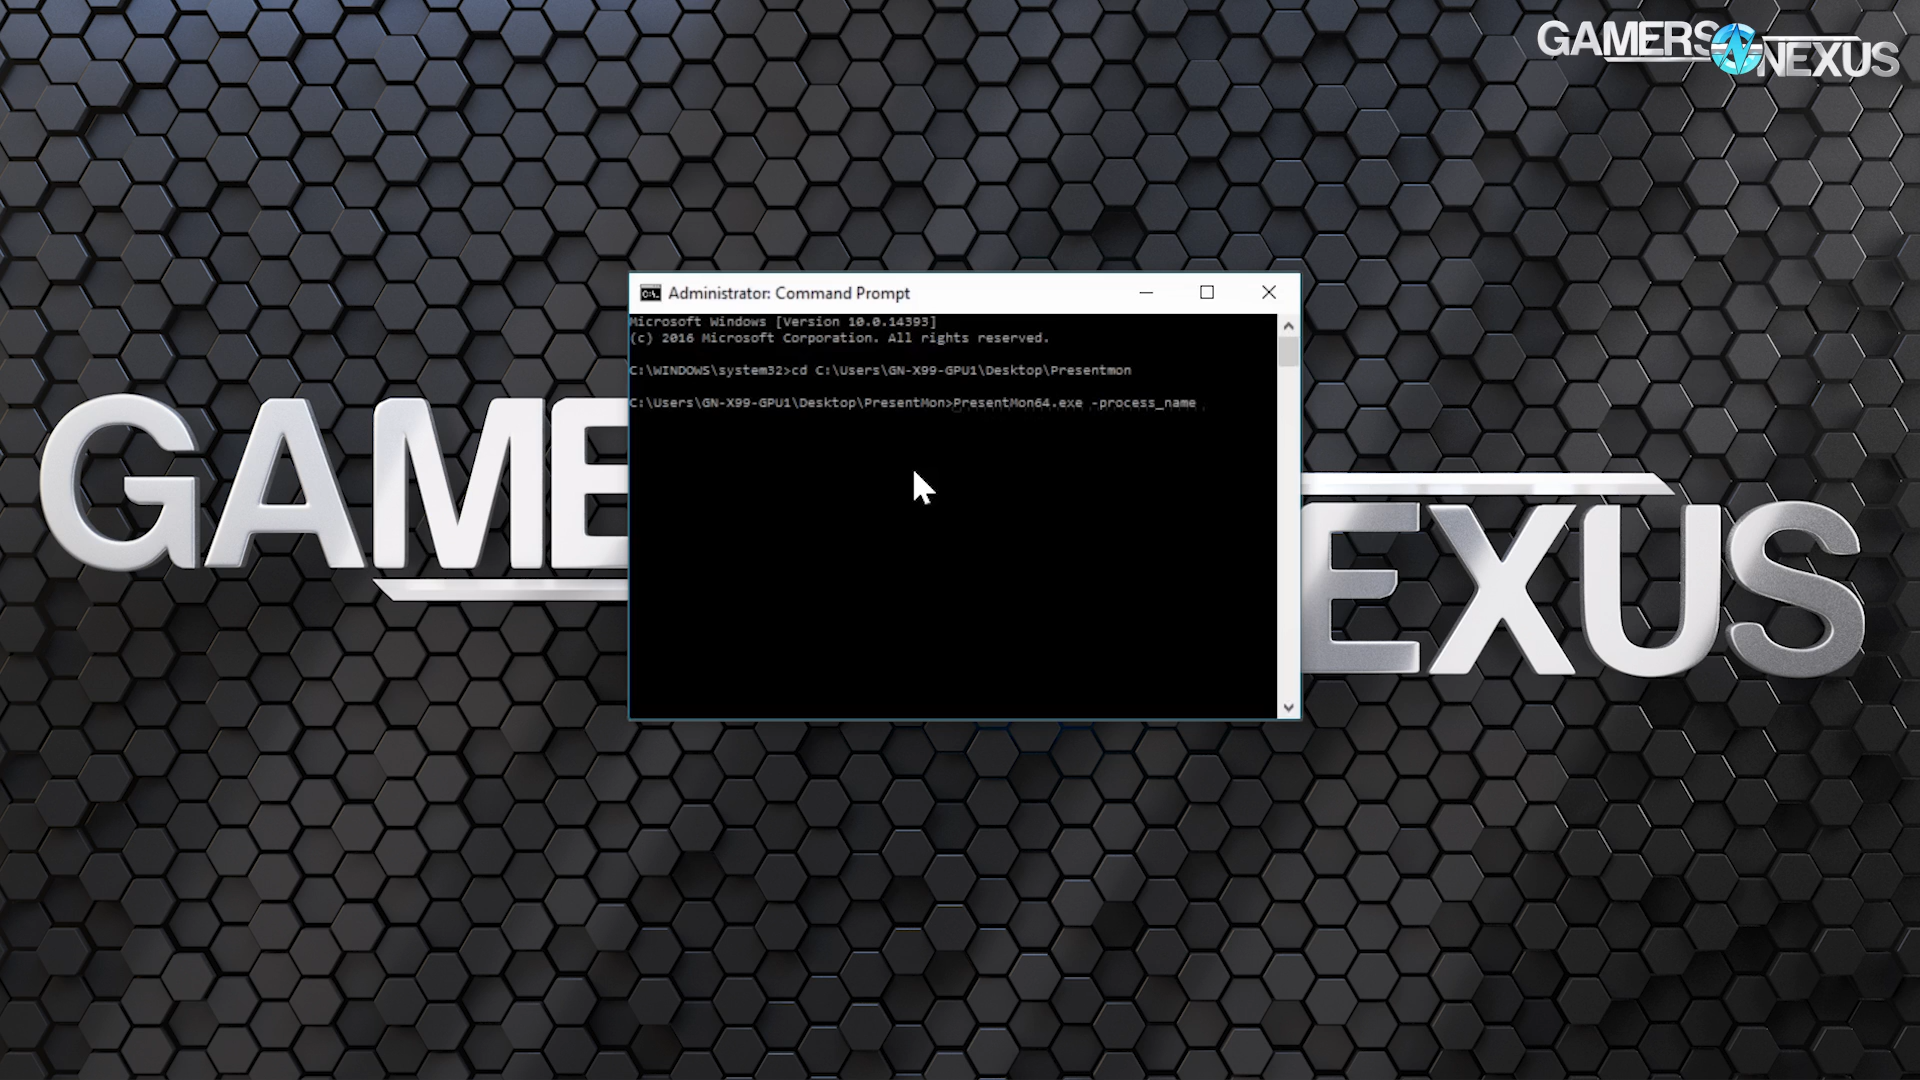 GAMERS NEXUS
Administrator: Command Prompt
Microsoft Windows [Version 10.0.14393]
(c) 2016 Microsoft Corporation. All rights reserved.
C:\WINDOWS\system32>cd C:\Users\GN-X99-GPU1\Desktop\Presentmon
C:\Users\GN-X99-GPU1\Desktop\PresentMon>PresentMon64.exe -process_name
GAME
EXUS